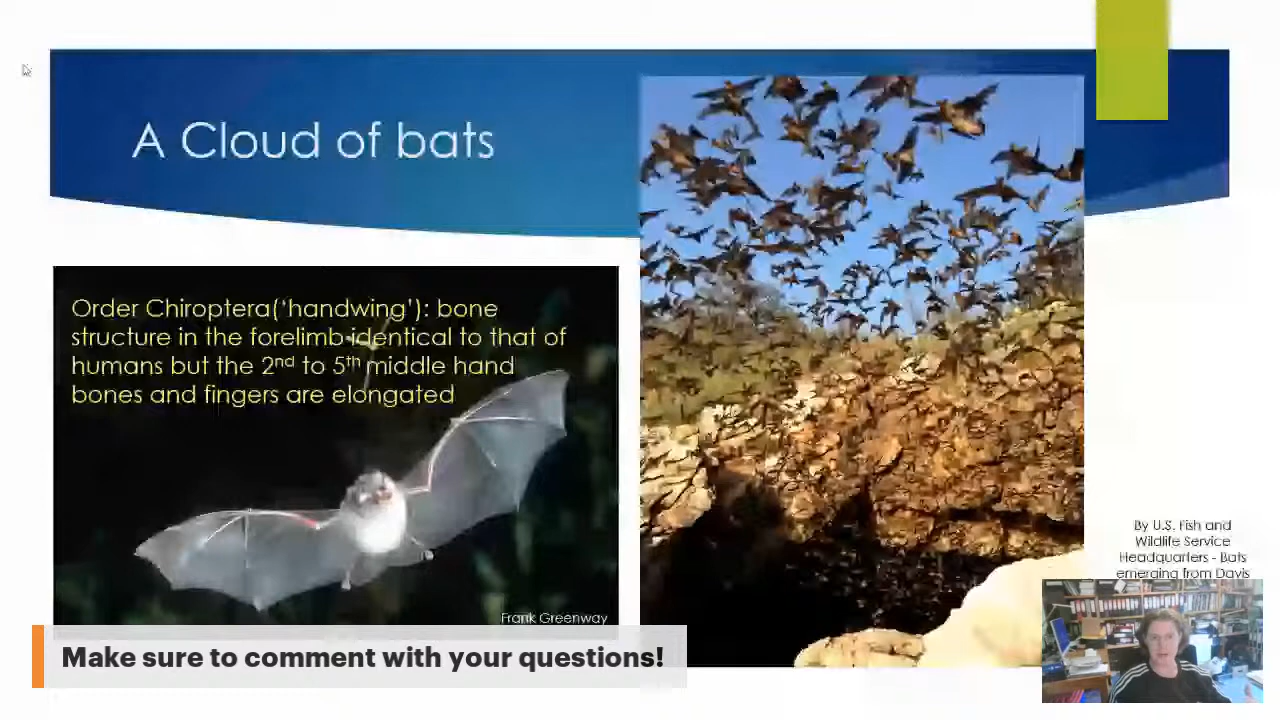 A Cloud of bats
Order Chiroptera('handwing'): bone
structure in the forelimb identical to that of
humans but the 2nd to 5th middle hand
bones and fingers are elongated
Frank Greenway
By U.S. Fish and
Wildlife Service
Headquarters - Bats
emerging from Davis
Make sure to comment with your questions!